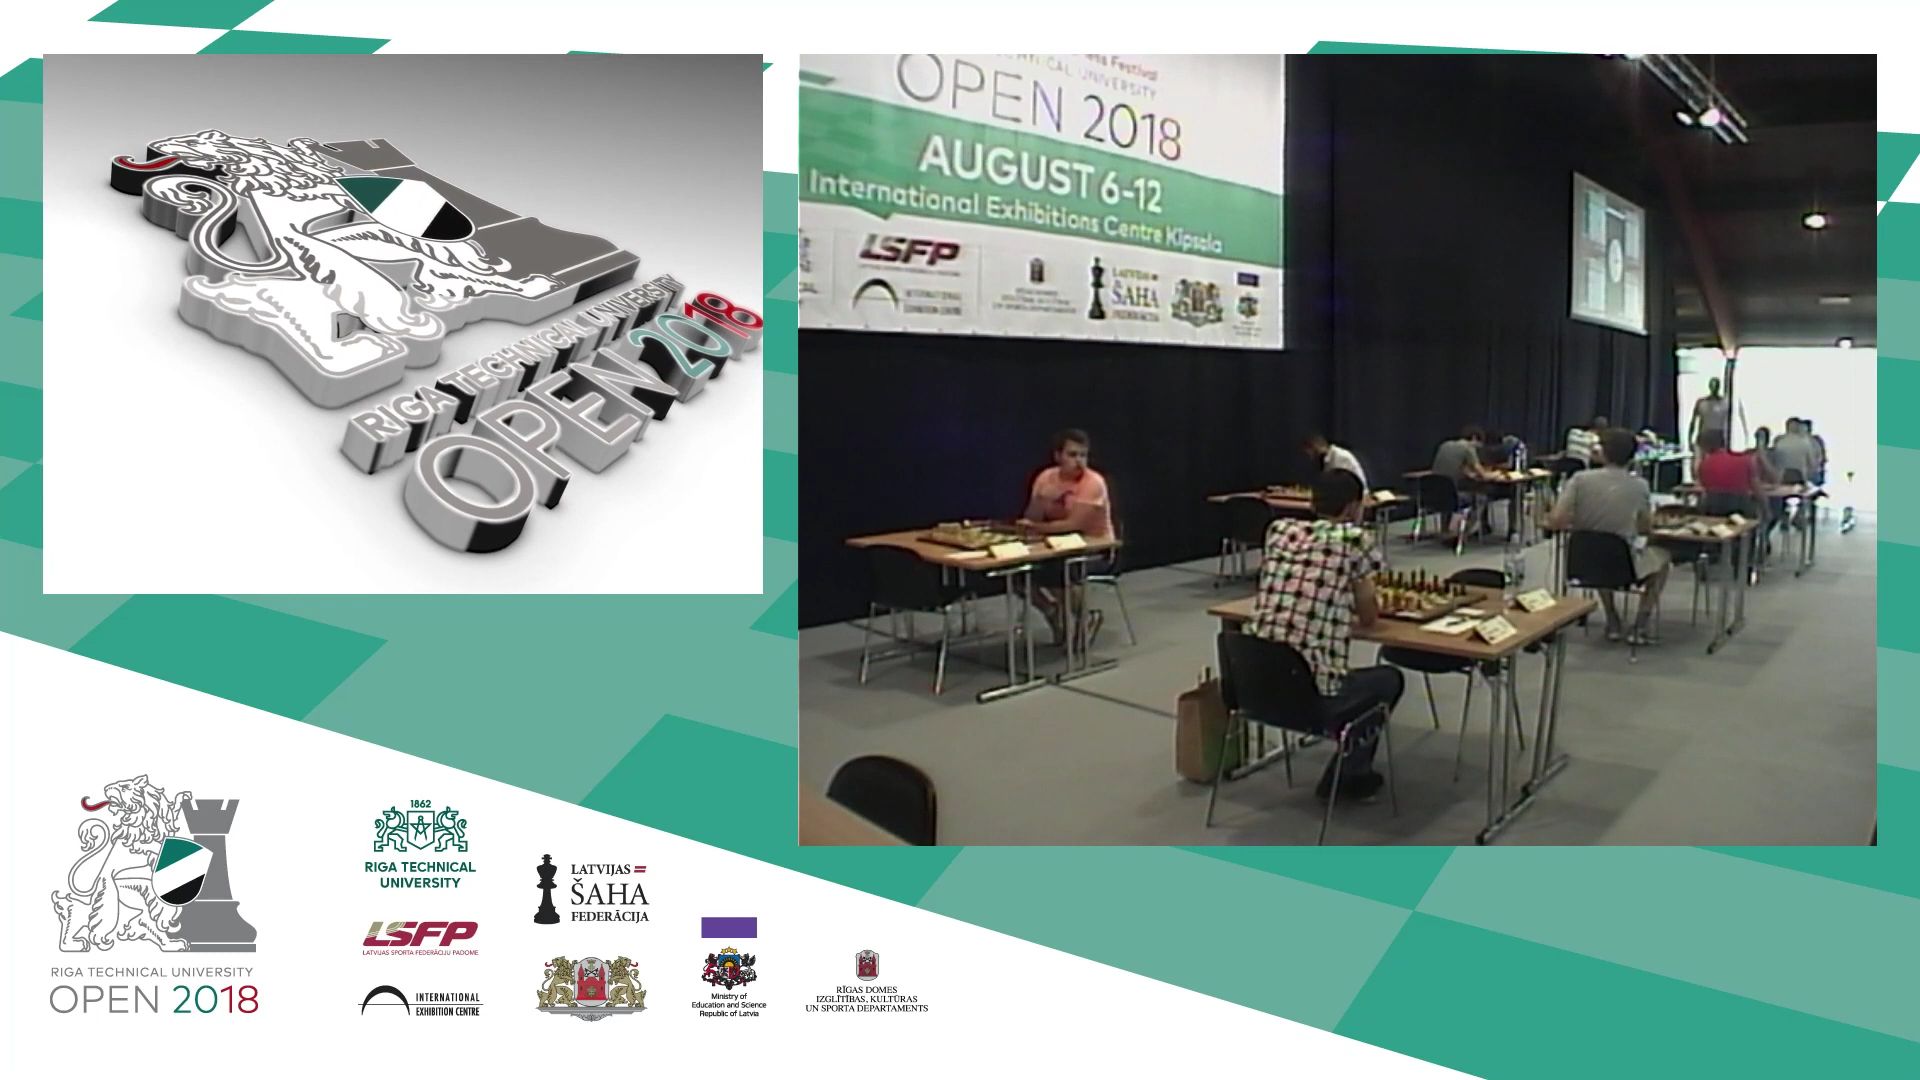 RIGA TECHNICAL UNIVERSITY
OPEN 2018
OPEN 2018
AUGUST 6-12
International Exhibitions Centre Kipsala
LSFP
LATVIJAS
ŠAHA
FEDERĀCIJA
INTERNATIONAL
RIGA TECHNICAL UNIVERSITY
OPEN 2018
1862
RIGA TECHNICAL
UNIVERSITY
LSFP
LATVIJAS SPORTA FEDERĀCIJU PADOME
INTERNATIONAL
EXHIBITION CENTRE
LATVIJAS
ŠAHA
FEDERĀCIJA
Ministry of
Education and Science
Republic of Latvia
RĪGAS DOMES
IZGLĪTĪBAS, KULTŪRAS
UN SPORTA DEPARTAMENTS